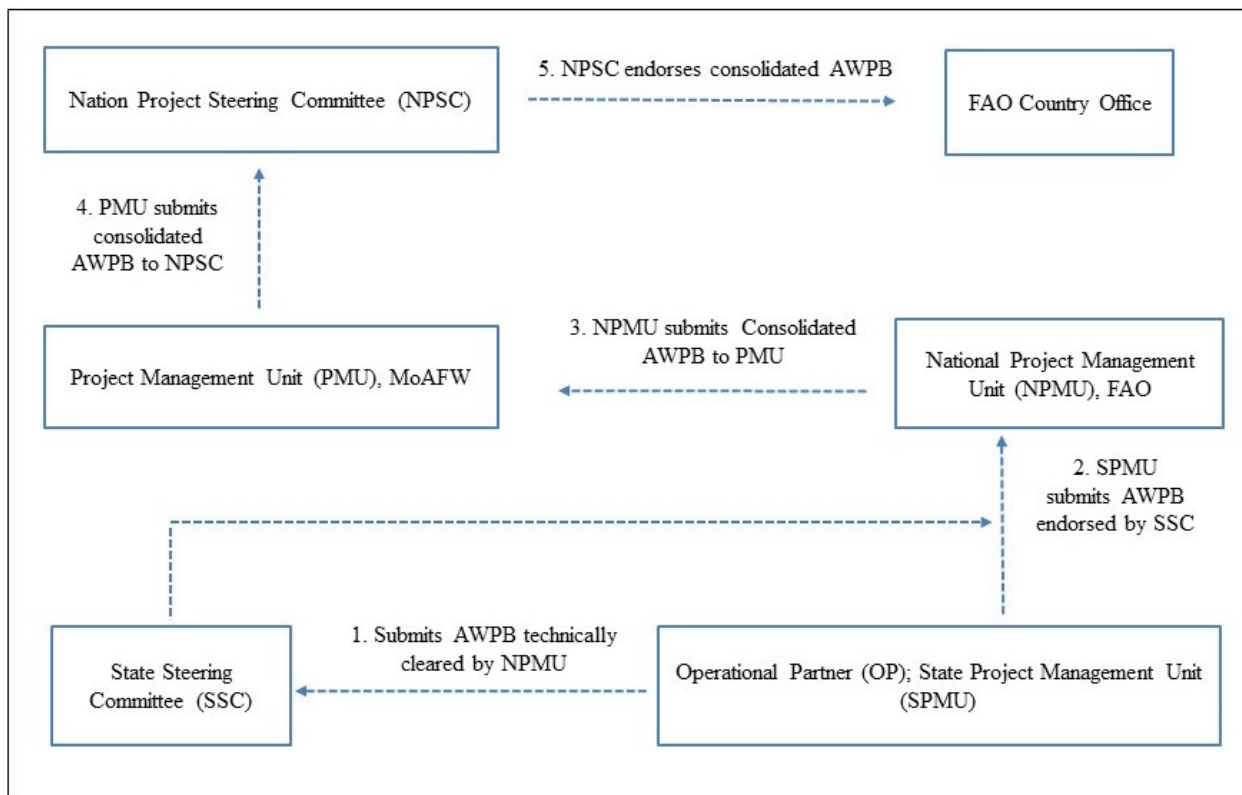 5. NPSC endorses consolidated AWPB
Nation Project Steering Committee (NPSC)
FAO Country Office
4. PMU submits
consolidated
AWPB to NPSC
3. NPMU submits Consolidated
AWPB to PMU
Project Management Unit (PMU), MoAFW
National Project Management
Unit (NPMU), FAO
2. SPMU
submits AWPB
endorsed by SSC
1. Submits AWPB technically
cleared by NPMU
State Steering
Committee (SSC)
Operational Partner (OP); State Project Management Unit
(SPMU)